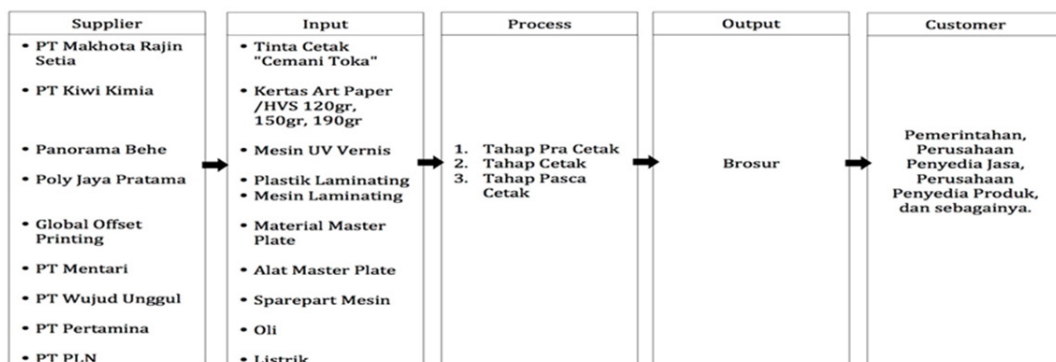 Supplier
PT Makhota Rajin
Setia
PT Kiwi Kimia
Panorama Behe
Poly Jaya Pratama
Global Offset
Printing
PT Mentari
PT Wujud Unggul
PT Pertamina
PT PLN
Input
Tinta Cetak
"Cemani Toka"
Kertas Art Paper
/HVS 120gr,
150gr, 190gr
Mesin UV Vernis
Plastik Laminating
Mesin Laminating
Material Master
Plate
Alat Master Plate
Sparepart Mesin
Oli
Listrik
Process
1. Tahap Pra Cetak
2. Tahap Cetak
3. Tahap Pasca
Cetak
Output
Brosur
Customer
Pemerintahan,
Perusahaan
Penyedia Jasa,
Perusahaan
Penyedia Produk,
dan sebagainya.